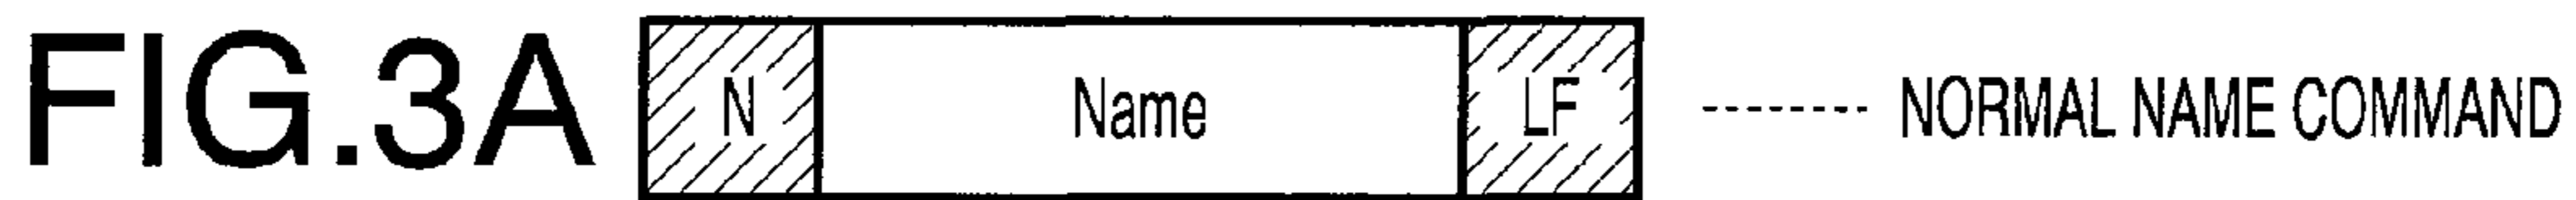 FIG.3A N Name LF ------- NORMAL NAME COMMAND